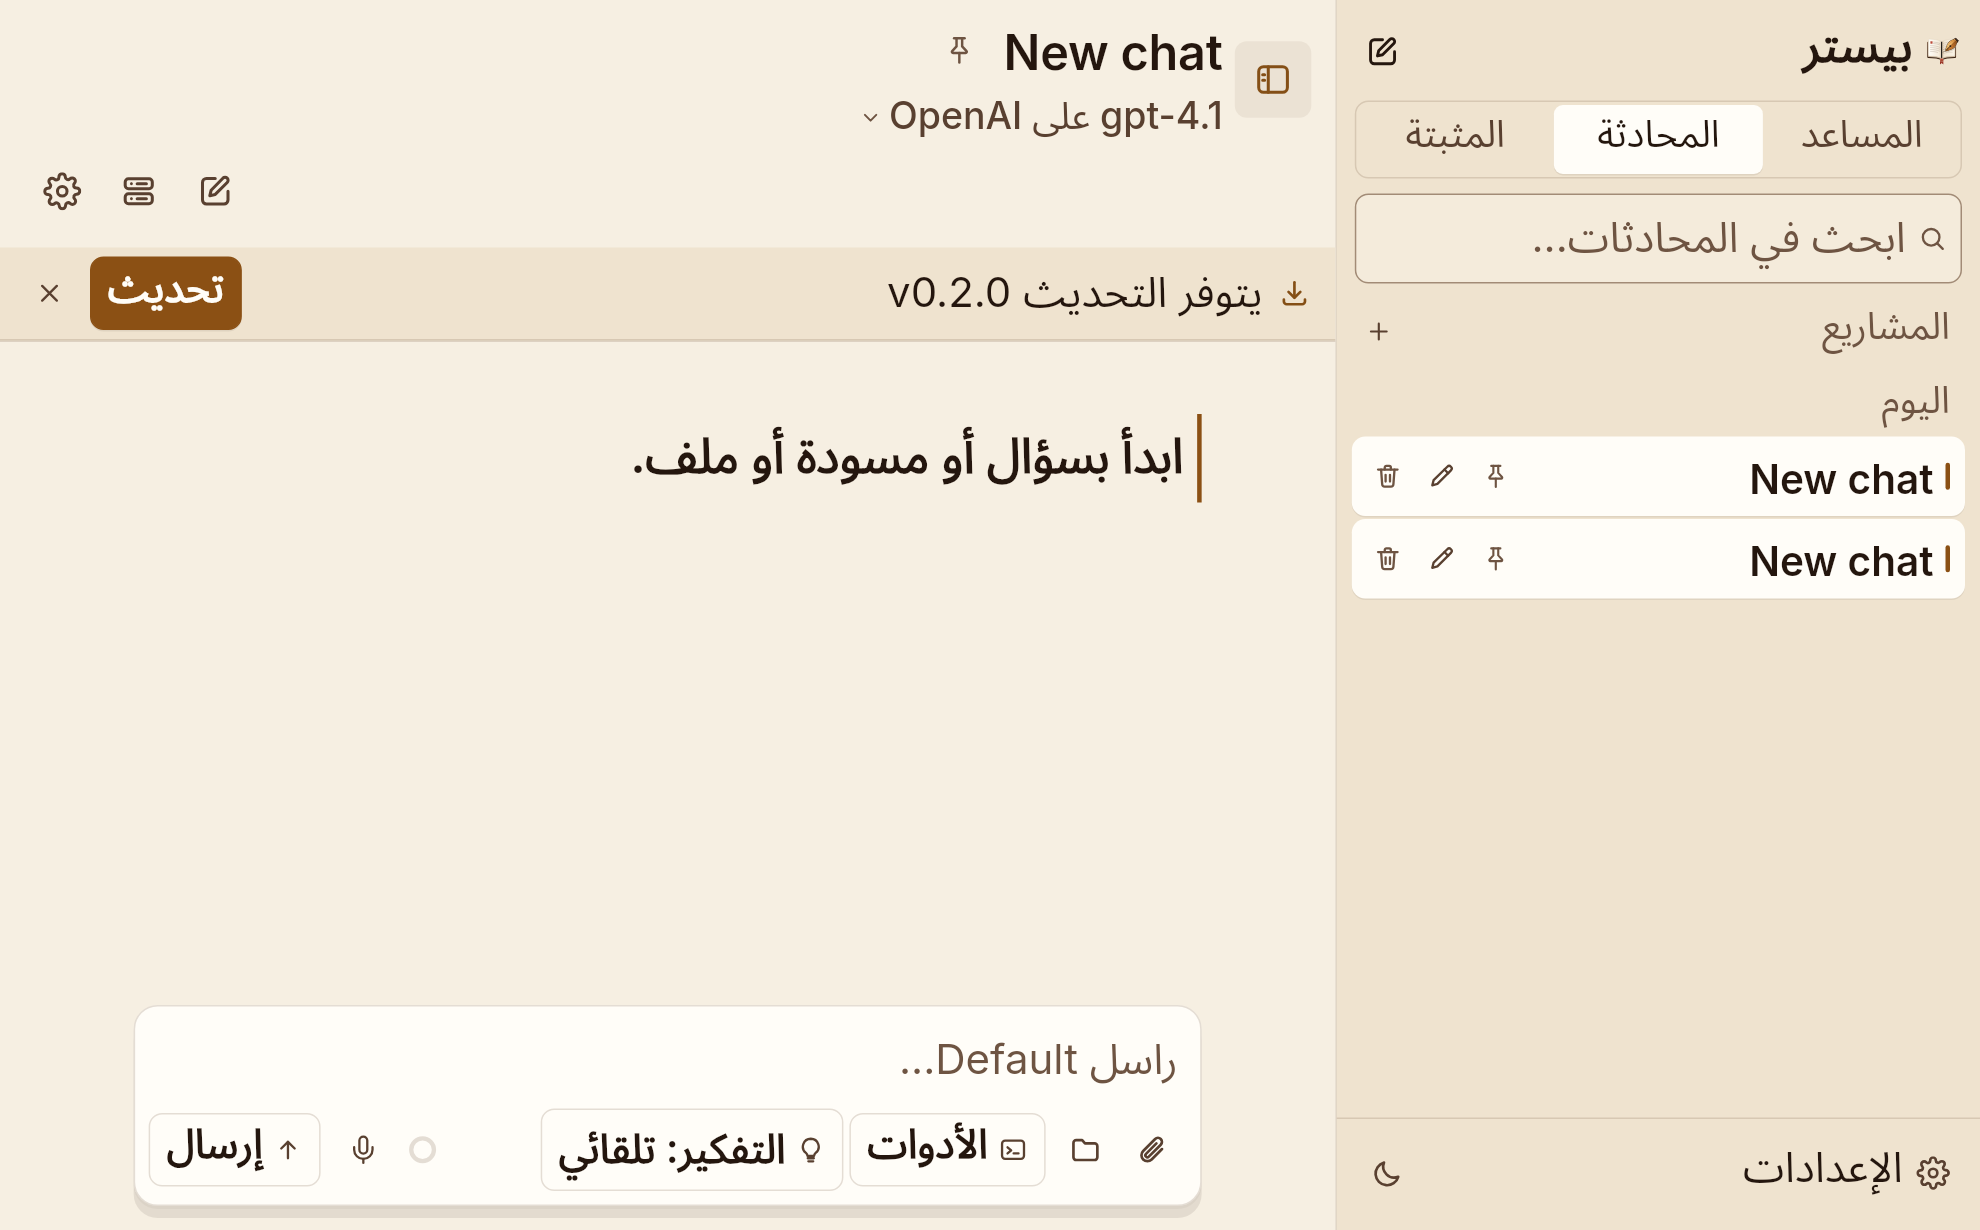 بيستر
المساعد
المحادثة
المثبتة
ابحث في المحادثات...
المشاريع
اليوم
New chat
New chat
الإعدادات
New chat
gpt-4.1 على OpenAI
يتوفر التحديث v0.2.0
تحديث
ابدأ بسؤال أو مسودة أو ملف.
راسل Default...
الأدوات
التفكير: تلقائي
إرسال